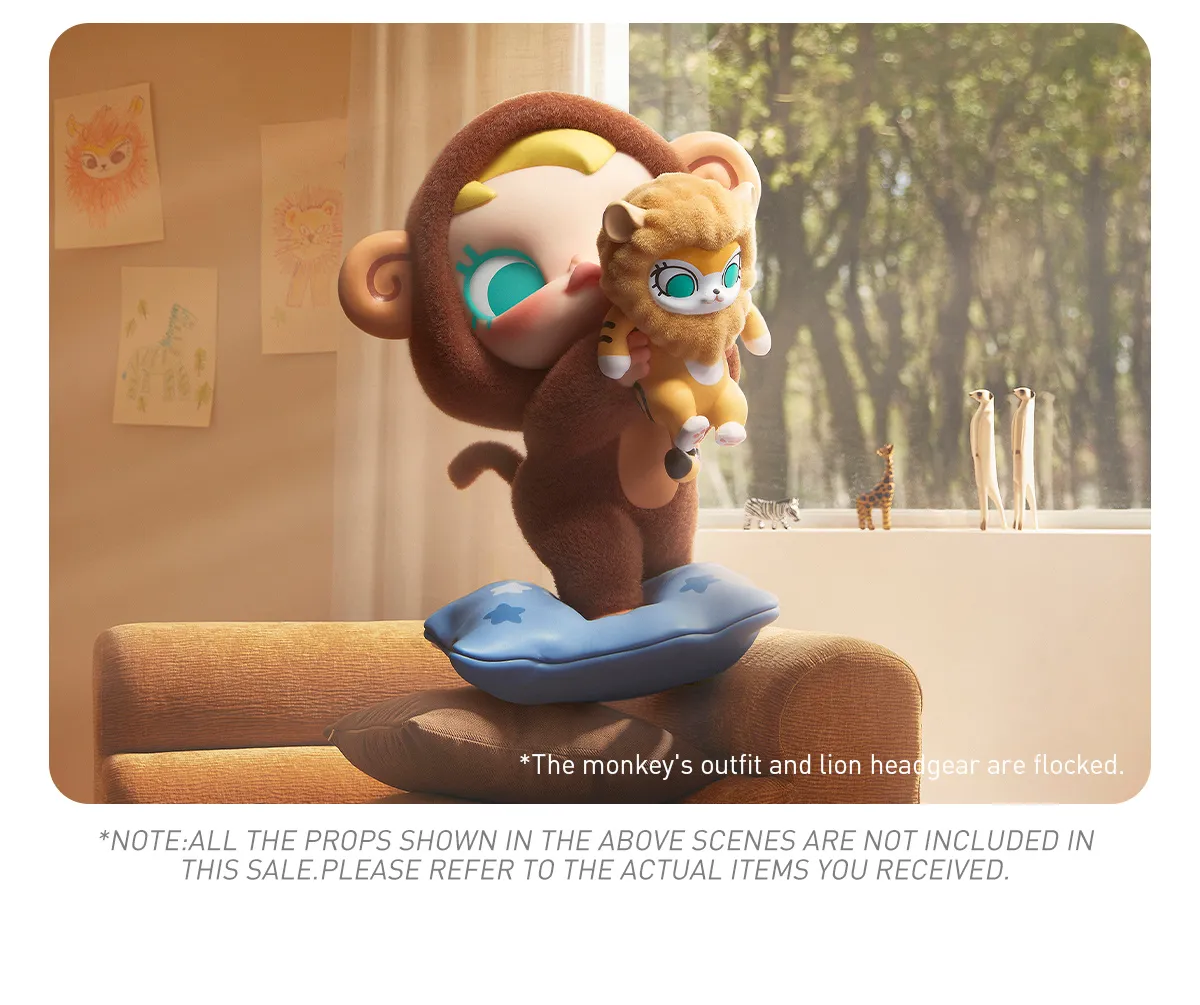 *The monkey's outfit and lion headgear are flocked.
*NOTE:ALL THE PROPS SHOWN IN THE ABOVE SCENES ARE NOT INCLUDED IN
THIS SALE.PLEASE REFER TO THE ACTUAL ITEMS YOU RECEIVED.